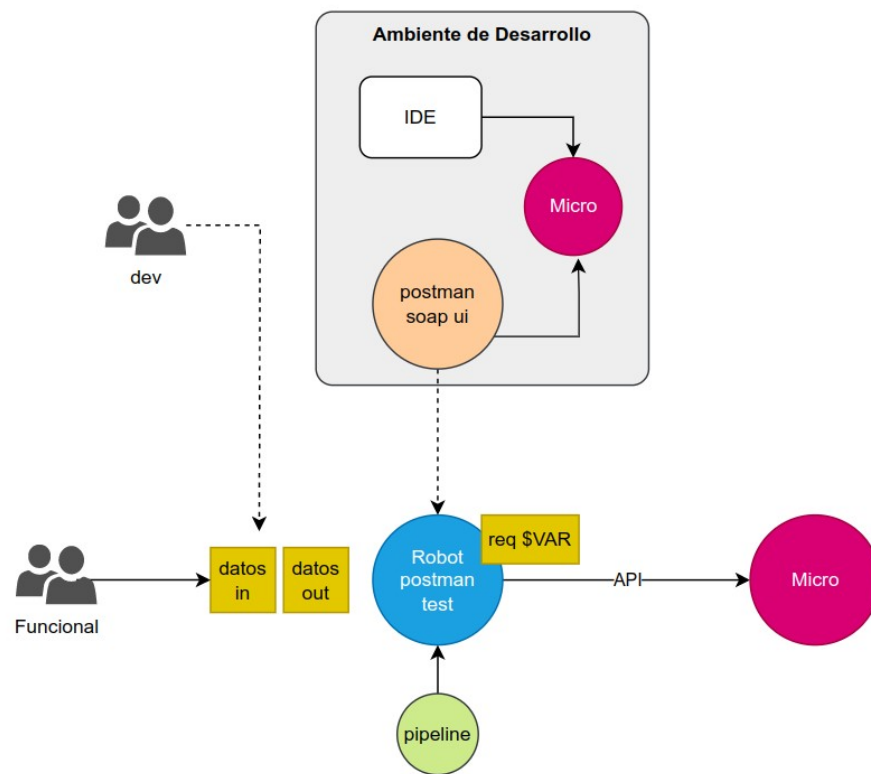 Ambiente de Desarrollo
IDE
Micro
postman
soap ui
dev
req $VAR
datos
in
datos
out
Robot
postman
test
API
Micro
Funcional
pipeline